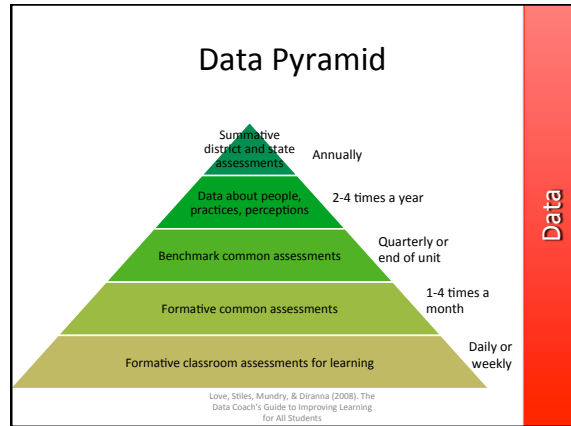 Data Pyramid
Summative
district and state
assessments
Annually
Data about people,
practices, perceptions
2-4 times a year
Benchmark common assessments
Quarterly or
end of unit
Formative common assessments
1-4 times a
month
Formative classroom assessments for learning
Daily or
weekly
Love, Stiles, Mundry, & Diranna (2008). The
Data Coach's Guide to Improving Learning
for All Students
Data